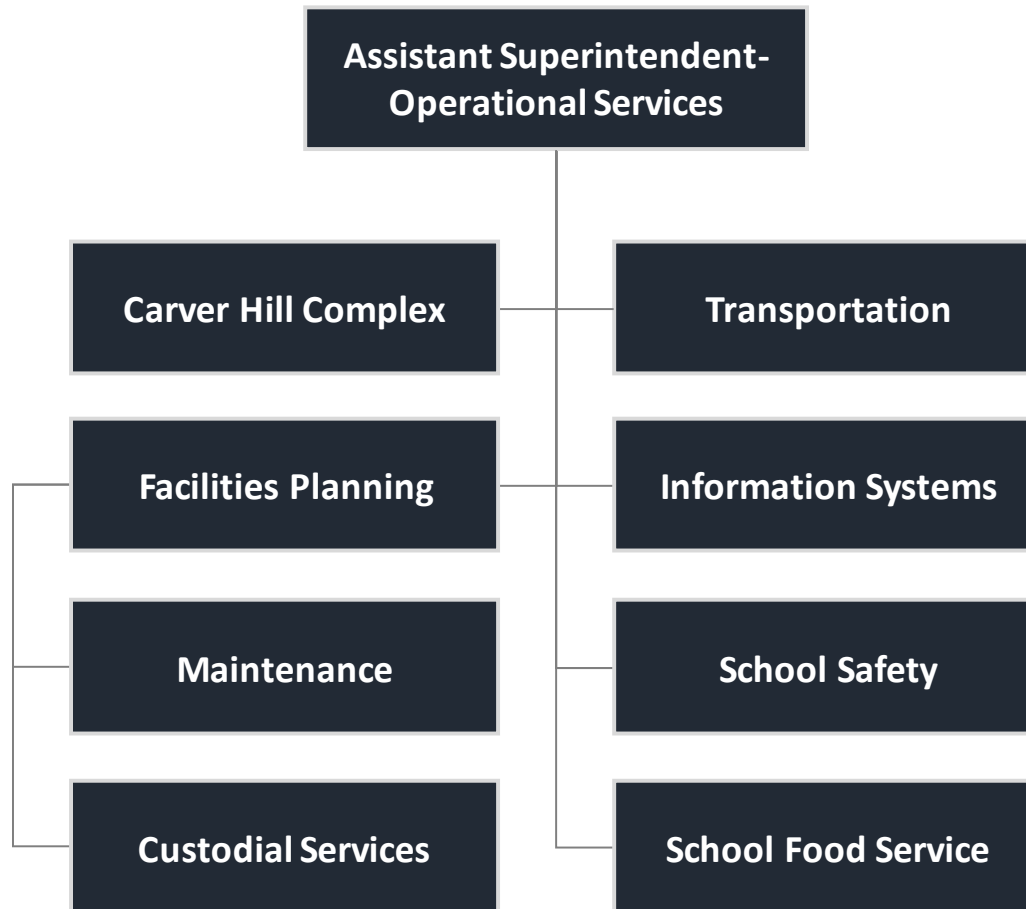 Assistant Superintendent-
Operational Services
Carver Hill Complex
Transportation
Facilities Planning
Information Systems
Maintenance
School Safety
Custodial Services
School Food Service